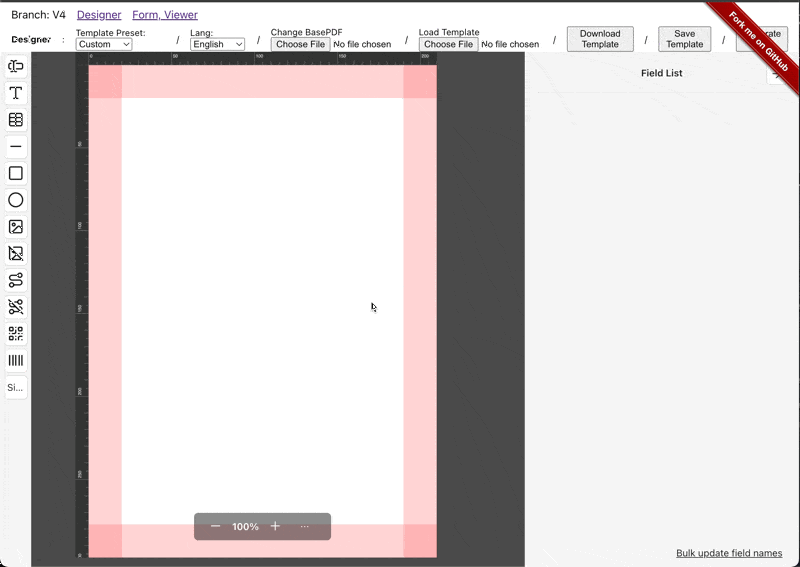 Branch: V4 Designer Form, Viewer
Designer :
Template Preset:
Custom
/
Lang:
English
/
Change BasePDF
Choose File No file chosen
/
Load Template
Choose File No file chosen
/
Download
Template
/
Save
Template
/
Fork me on GitHub
0 50 100 150 200
50
100
150
200
250
Field List
Si...
100%
...
Bulk update field names